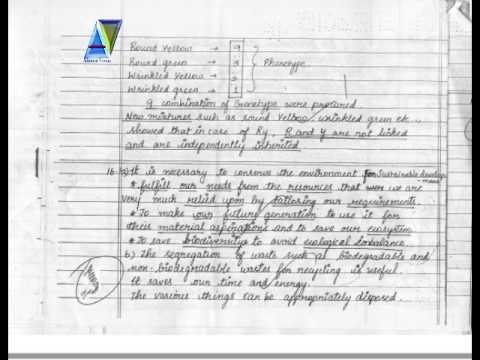 Round Yellow → 9
Round green → 3
Wrinkled Yellow → 3
Wrinkled green → 1
Phenotype.
9 combination of Genotype were produced.
New mixtures such as round Yellow, wrinkled green etc.,
showed that in case of Ry, R and y are not linked
and are independently inherited.
16. a) It is necessary to conserve the environment for sustainable develop-ment
* fulfill our needs from the resources that we are
very much relied upon by tailoring our requirements.
* To make our future generation to use it for
their material aspirations and to save our ecosystem
* To save biodiversity to avoid ecological imbalance.
b) The segregation of waste such as biodegradable and
non-biodegradable wastes for recycling is useful.
It saves our time and energy.
The various things can be appropriately disposed.